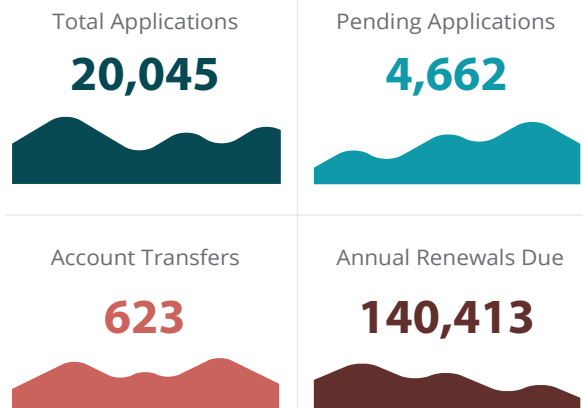 Total Applications
20,045
Pending Applications
4,662
Account Transfers
623
Annual Renewals Due
140,413